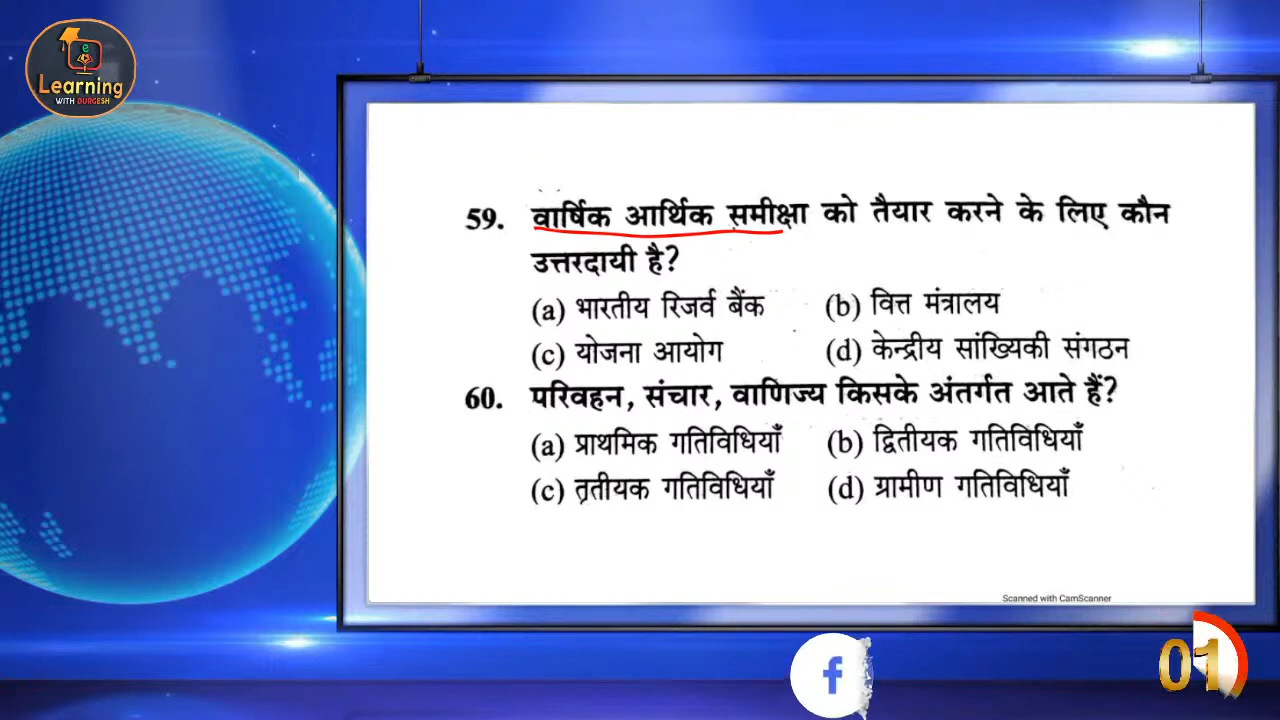 e
Learning
WITH DURGESH
59. वार्षिक आर्थिक समीक्षा को तैयार करने के लिए कौन
उत्तरदायी है?
(a) भारतीय रिजर्व बैंक (b) वित्त मंत्रालय
(c) योजना आयोग (d) केन्द्रीय सांख्यिकी संगठन
60. परिवहन, संचार, वाणिज्य किसके अंतर्गत आते हैं?
(a) प्राथमिक गतिविधियाँ (b) द्वितीयक गतिविधियाँ
(c) तृतीयक गतिविधियाँ (d) ग्रामीण गतिविधियाँ
Scanned with CamScanner
f
01